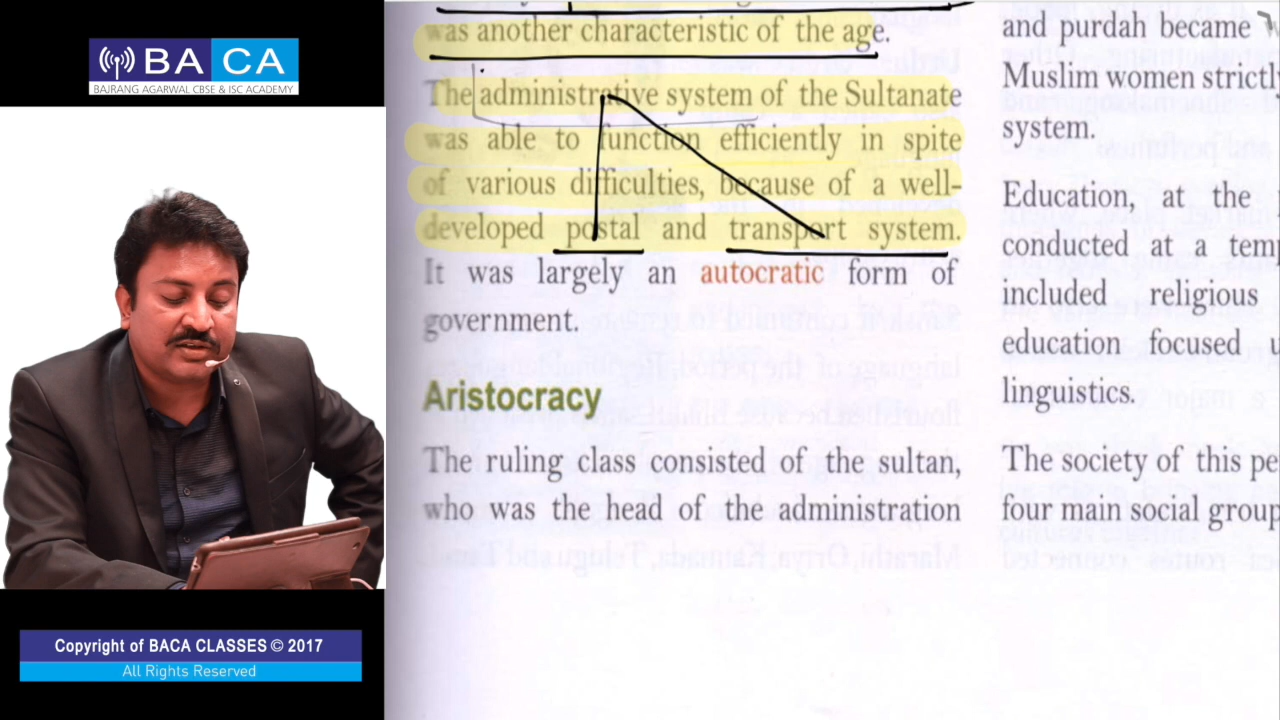 BACA
BAJRANG AGARWAL CBSE & ISC ACADEMY
was another characteristic of the age.
The administrative system of the Sultanate
was able to function efficiently in spite
of various difficulties, because of a well-
developed postal and transport system.
It was largely an autocratic form of
government.
Aristocracy
The ruling class consisted of the sultan,
who was the head of the administration
and purdah became
Muslim women strictly
system.
Education, at the
conducted at a tem
included religious
education focused u
linguistics.
The society of this pe
four main social group
Copyright of BACA CLASSES © 2017
All Rights Reserved